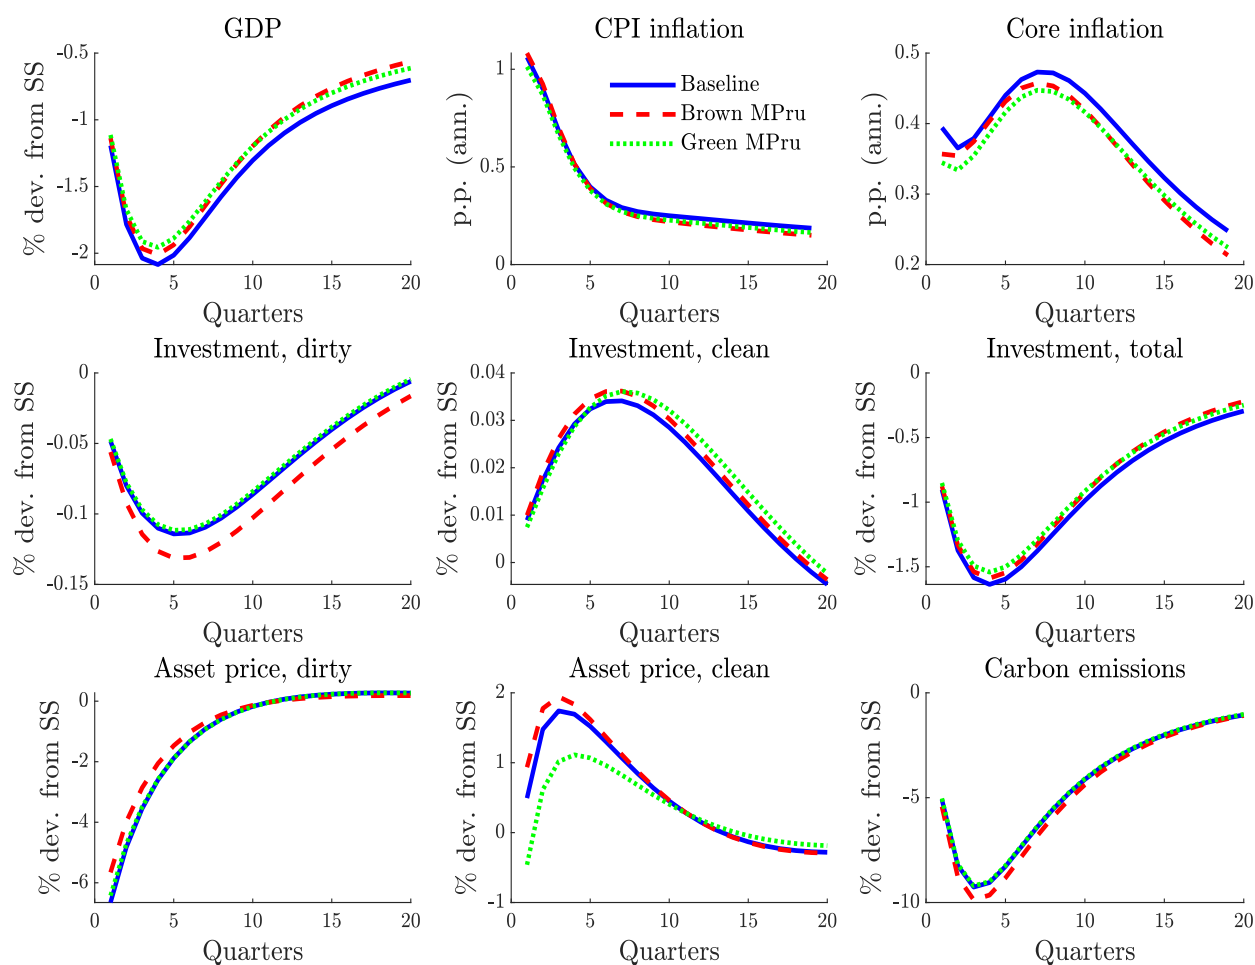 GDP
CPI inflation
Core inflation
% dev. from SS
-0.5
-1
-1.5
-2
0 5 10 15 20
Quarters
p.p. (ann.)
1
0.5
0
Baseline
Brown MPru
Green MPru
0 5 10 15 20
Quarters
p.p. (ann.)
0.5
0.4
0.3
0.2
0 5 10 15 20
Quarters
Investment, dirty
Investment, clean
Investment, total
% dev. from SS
0
-0.05
-0.1
-0.15
0 5 10 15 20
Quarters
% dev. from SS
0.04
0.03
0.02
0.01
0
0 5 10 15 20
Quarters
% dev. from SS
0
-0.5
-1
-1.5
0 5 10 15 20
Quarters
Asset price, dirty
Asset price, clean
Carbon emissions
% dev. from SS
0
-2
-4
-6
0 5 10 15 20
Quarters
% dev. from SS
2
1
0
-1
0 5 10 15 20
Quarters
% dev. from SS
0
-5
-10
0 5 10 15 20
Quarters